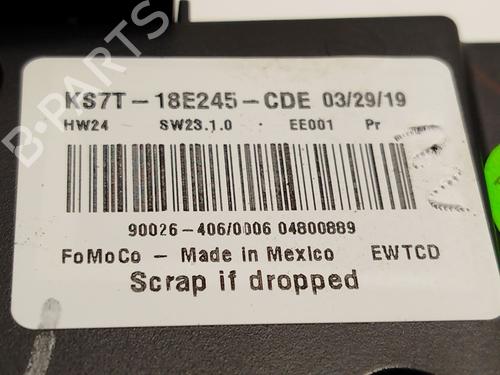 KS7T-18E245-CDE 03/29/19
HW24 SW23.1.0 · EE001 Pr
90026-406/0006 04800889
FoMoCo - Made in Mexico EWTCD
Scrap if dropped
B-PARTS